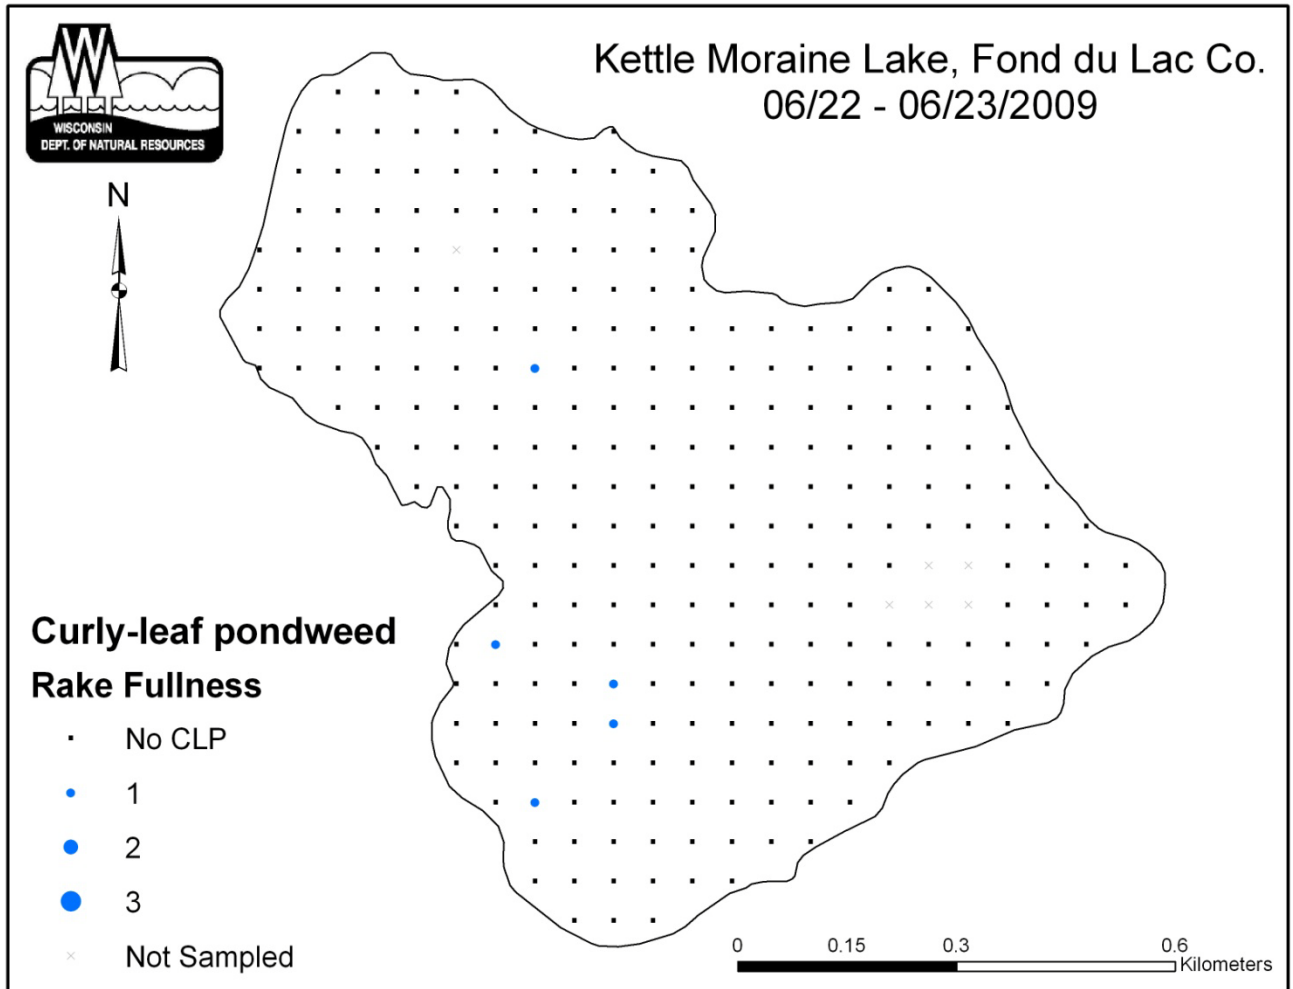 Kettle Moraine Lake, Fond du Lac Co.
06/22 - 06/23/2009
WISCONSIN
DEPT. OF NATURAL RESOURCES
N
Curly-leaf pondweed
Rake Fullness
No CLP
1
2
3
Not Sampled
0 0.15 0.3 0.6
Kilometers